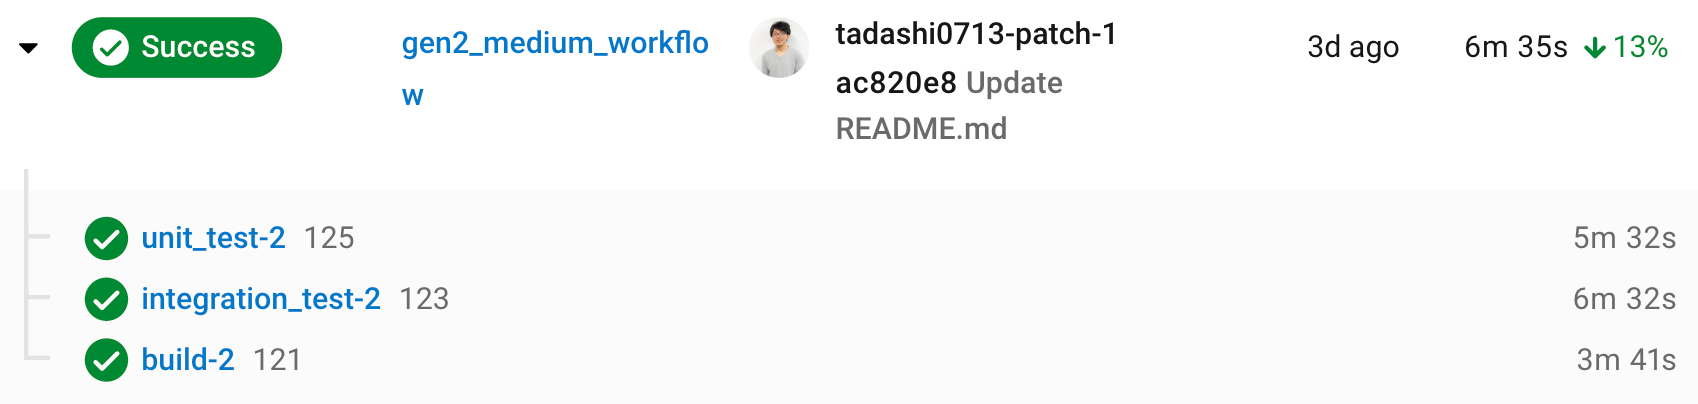 Success
gen2_medium_workflo
w
tadashi0713-patch-1
ac820e8 Update
README.md
3d ago
6m 35s 13%
unit_test-2 125 5m 32s
integration_test-2 123 6m 32s
build-2 121 3m 41s